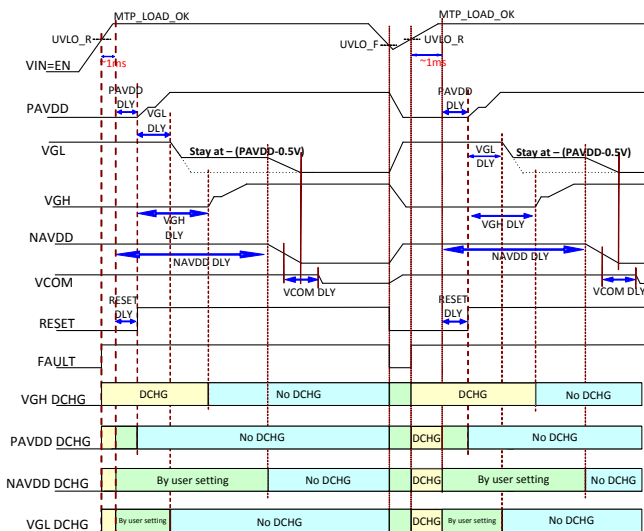 MTP_LOAD_OK
MTP_LOAD_OK
UVLO_R
UVLO_F
UVLO_R
VIN=EN
~1ms
~1ms
PAVDD
DLY
PAVDD
DLY
PAVDD
VGL
DLY
VGL
Stay at – (PAVDD-0.5V)
VGL
DLY
Stay at – (PAVDD-0.5V)
VGH
VGH
DLY
VGH
DLY
NAVDD
NAVDD DLY
NAVDD DLY
VCOM
VCOM DLY
VCOM DLY
RESET
DLY
RESET
DLY
RESET
FAULT
VGH DCHG
DCHG
No DCHG
DCHG
No DCHG
PAVDD DCHG
No DCHG
DCHG
No DCHG
NAVDD DCHG
By user setting
No DCHG
DCHG
By user setting
No DCHG
VGL DCHG
By user setting
No DCHG
DCHG
By user setting
No DCHG